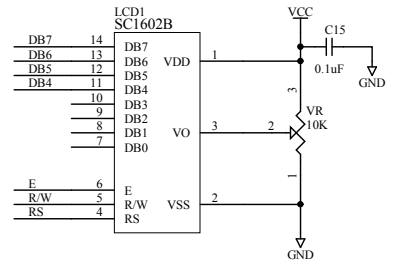 LCD1
SC1602B
VCC
C15
0.1uF
GND
DB7 14 DB7
DB6 13 DB6 VDD 1
DB5 12 DB5
DB4 11 DB4
10 DB3
9 DB2
8 DB1 VO 3 2
7 DB0
3
VR
10K
1
E 6 E
R/W 5 R/W VSS 2
RS 4 RS
GND